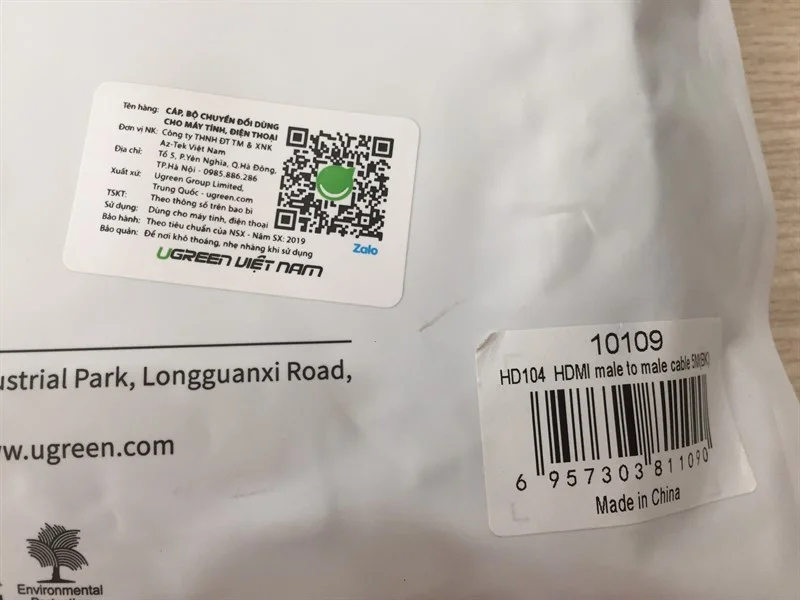 Tên hàng: CÁP, BỘ CHUYỂN ĐỔI DÙNG
CHO MÁY TÍNH, ĐIỆN THOẠI
Đơn vị NK: Công ty THNH ĐT TM & XNK
Az-Tek Việt Nam
Địa chỉ: Tổ 5, P.Yên Nghĩa, Q.Hà Đông,
TP.Hà Nội - 0985.886.286
Xuất xứ: Ugreen Group Limited,
Trung Quốc - ugreen.com
TSKT: Theo thông số trên bao bì
Sử dụng: Dùng cho máy tính, điện thoại
Bảo hành: Theo tiêu chuẩn của NSX - Năm SX: 2019
Bảo quản: Để nơi khô thoáng, nhẹ nhàng khi sử dụng
Zalo
UGREEN VIỆT NAM
10109
HD104 HDMI male to male cable 5M(BK)
6 957303 811090
Made in China
ustrial Park, Longguanxi Road,
w.ugreen.com
Environmental